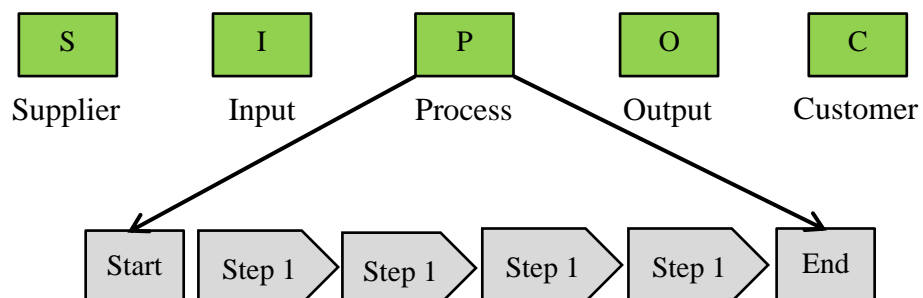 S I P O C
Supplier Input Process Output Customer
Start Step 1 Step 1 Step 1 Step 1 End